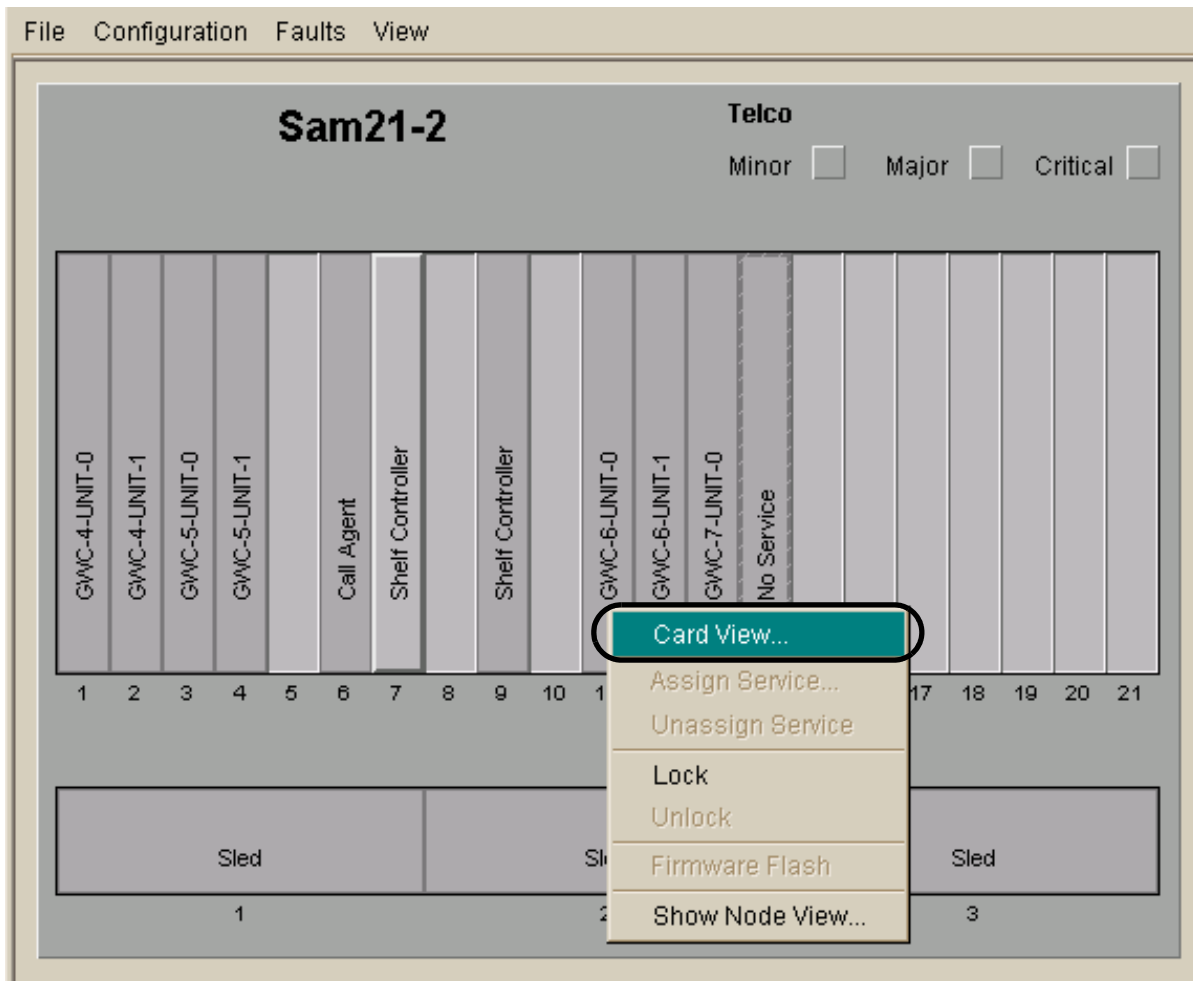 File Configuration Faults View
Sam21-2
Telco
Minor Major Critical
GWC-4-UNIT-0
GWC-4-UNIT-1
GWC-5-UNIT-0
GWC-5-UNIT-1
Call Agent
Shelf Controller
Shelf Controller
GWC-6-UNIT-0
GWC-6-UNIT-1
GWC-7-UNIT-0
No Service
1 2 3 4 5 6 7 8 9 10 17 18 19 20 21
Card View...
Assign Service...
Unassign Service
Lock
Unlock
Firmware Flash
Show Node View...
Sled Sled
1 3